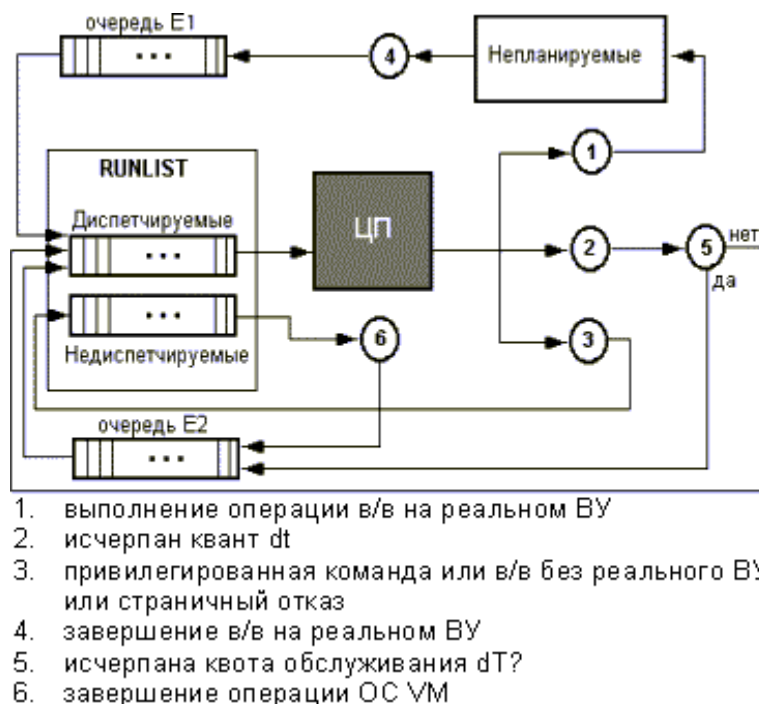 очередь E1
4
Непланируемые
1
RUNLIST
Диспетчируемые
ЦП
2
5
нет
да
Недиспетчируемые
6
3
очередь E2
1. выполнение операции в/в на реальном ВУ
2. исчерпан квант dt
3. привилегированная команда или в/в без реального ВУ
или страничный отказ
4. завершение в/в на реальном ВУ
5. исчерпана квота обслуживания dT?
6. завершение операции ОС VM